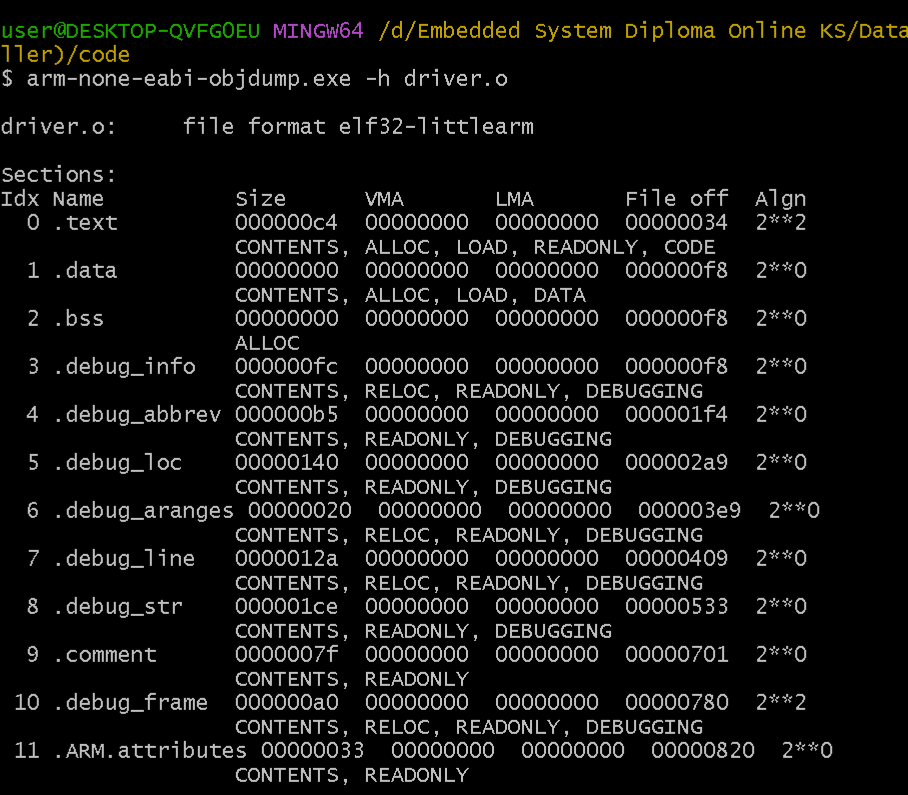 user@DESKTOP-QVFG0EU MINGW64 /d/Embedded System Diploma Online KS/Data
ller)/code
$ arm-none-eabi-objdump.exe -h driver.o
driver.o:     file format elf32-littlearm
Sections:
Idx Name          Size      VMA       LMA       File off  Algn
  0 .text         000000c4  00000000  00000000  00000034  2**2
                  CONTENTS, ALLOC, LOAD, READONLY, CODE
  1 .data         00000000  00000000  00000000  000000f8  2**0
                  CONTENTS, ALLOC, LOAD, DATA
  2 .bss          00000000  00000000  00000000  000000f8  2**0
                  ALLOC
  3 .debug_info   000000fc  00000000  00000000  000000f8  2**0
                  CONTENTS, RELOC, READONLY, DEBUGGING
  4 .debug_abbrev 000000b5  00000000  00000000  000001f4  2**0
                  CONTENTS, READONLY, DEBUGGING
  5 .debug_loc    00000140  00000000  00000000  000002a9  2**0
                  CONTENTS, READONLY, DEBUGGING
  6 .debug_aranges 00000020  00000000  00000000  000003e9  2**0
                  CONTENTS, RELOC, READONLY, DEBUGGING
  7 .debug_line   0000012a  00000000  00000000  00000409  2**0
                  CONTENTS, RELOC, READONLY, DEBUGGING
  8 .debug_str    000001ce  00000000  00000000  00000533  2**0
                  CONTENTS, READONLY, DEBUGGING
  9 .comment      0000007f  00000000  00000000  00000701  2**0
                  CONTENTS, READONLY
 10 .debug_frame  000000a0  00000000  00000000  00000780  2**2
                  CONTENTS, RELOC, READONLY, DEBUGGING
 11 .ARM.attributes 00000033  00000000  00000000  00000820  2**0
                  CONTENTS, READONLY